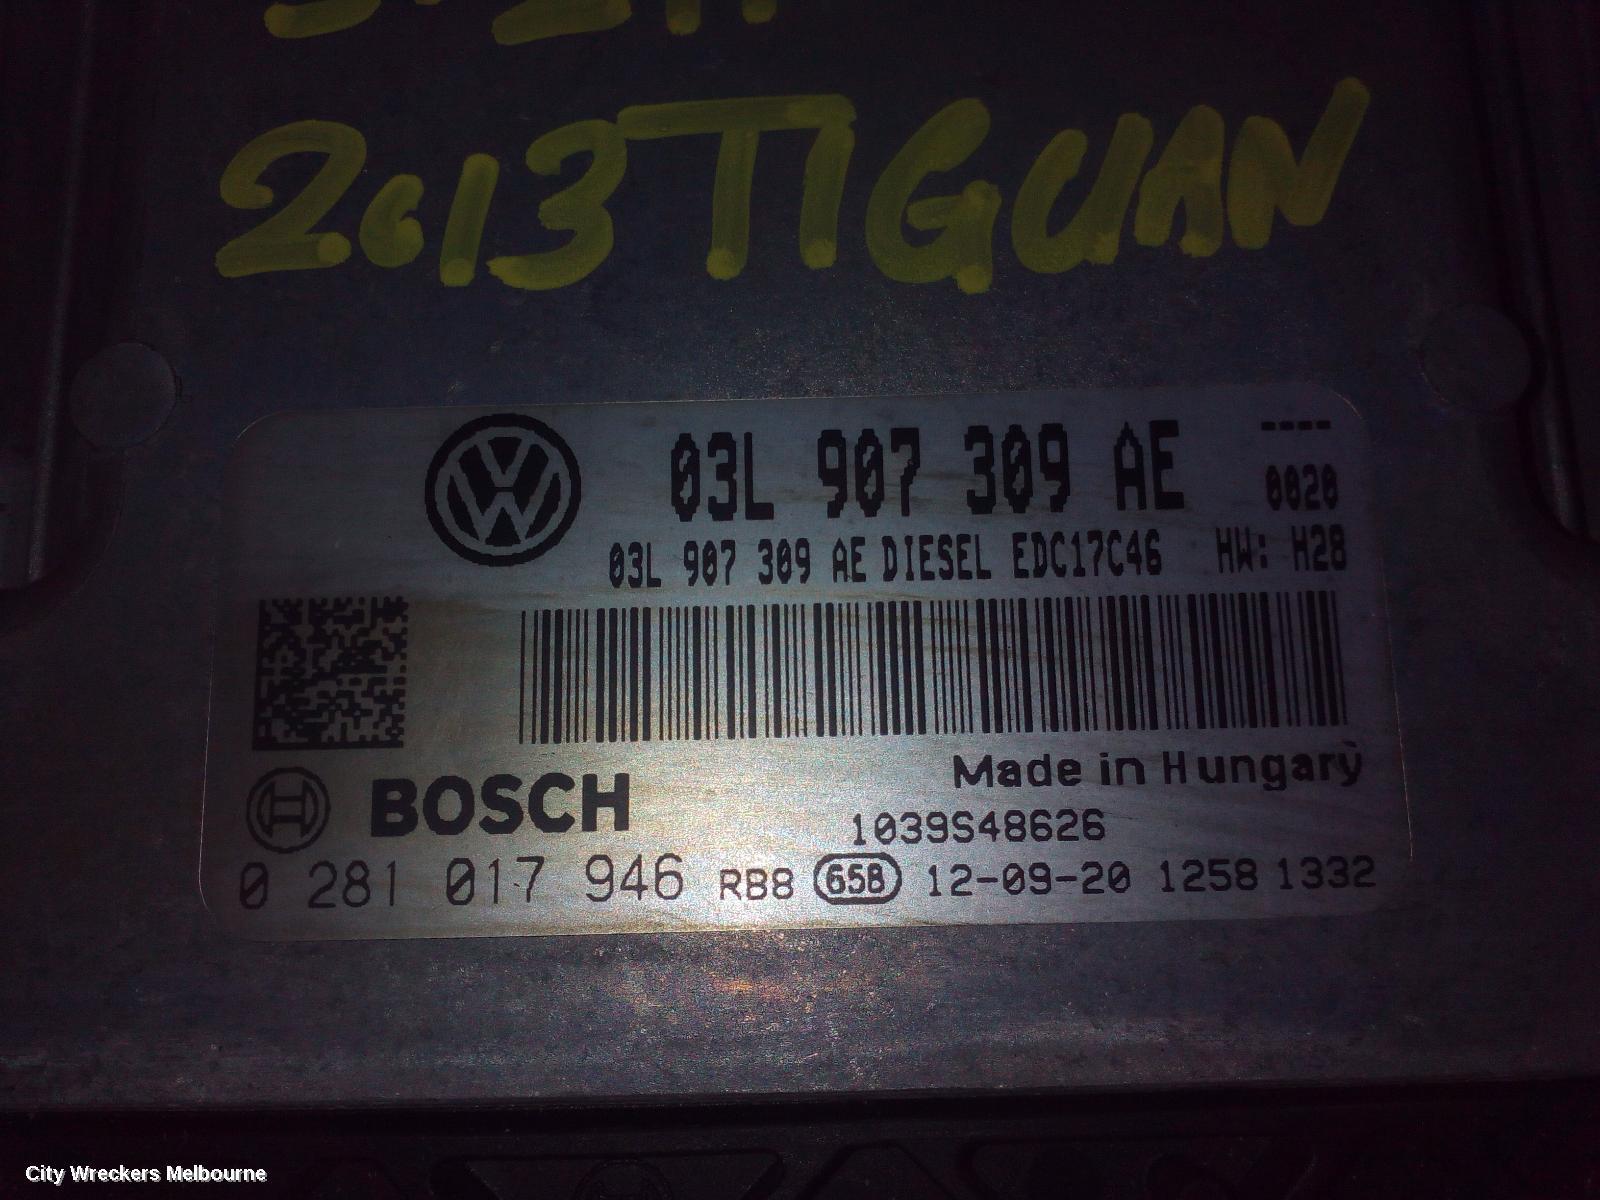 2013 TIGUAN
03L 907 309 AE ----
0020
03L 907 309 AE DIESEL EDC17C46 HW: H28
Made in Hungary
BOSCH
1039S48626
0 281 017 946 RB8 658 12-09-20 1258 1332
City Wreckers Melbourne